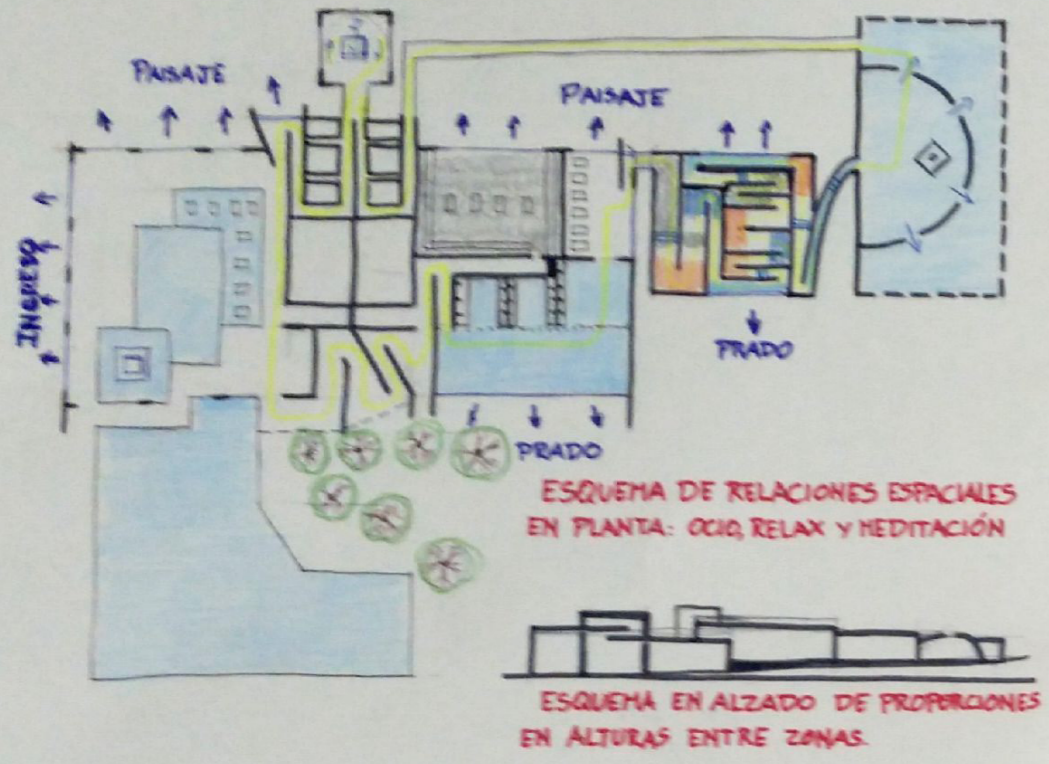 PAISAJE
PAISAJE
INGRESO
PRADO
PRADO
ESQUEMA DE RELACIONES ESPACIALES
EN PLANTA: OCIO, RELAX Y MEDITACIÓN
ESQUEMA EN ALZADO DE PROPORCIONES
EN ALTURAS ENTRE ZONAS.